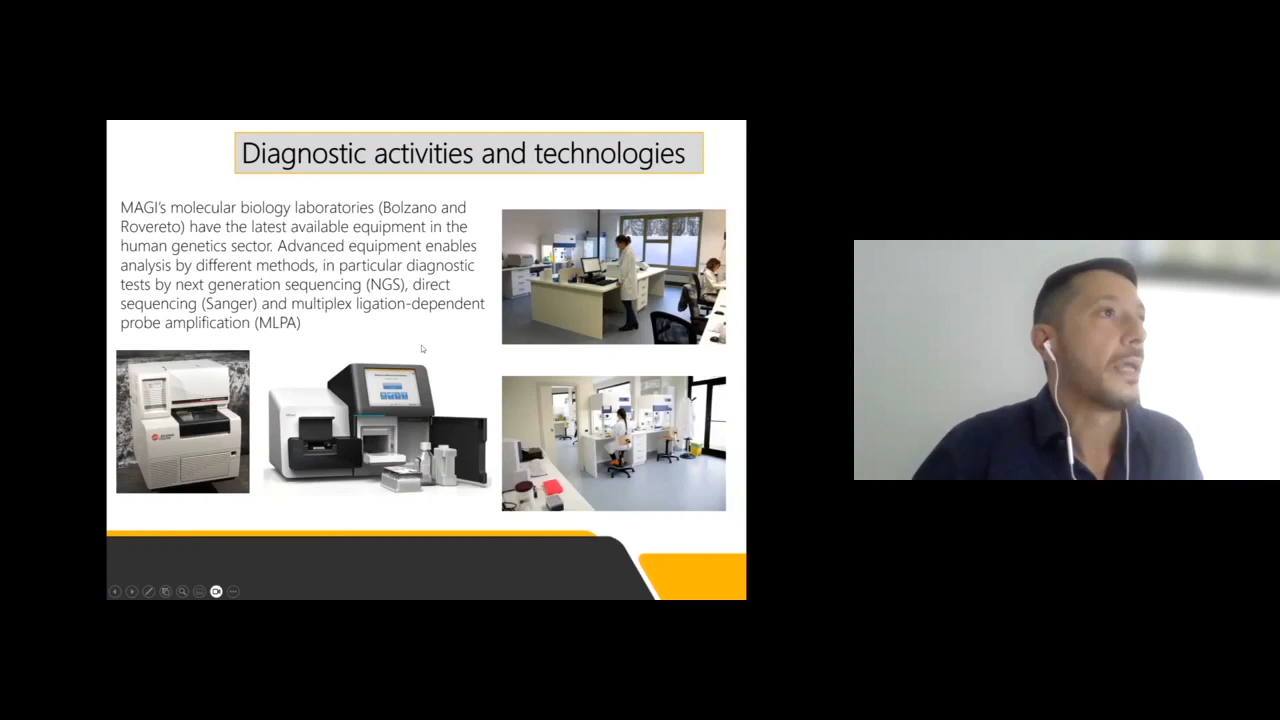 Diagnostic activities and technologies
MAGI's molecular biology laboratories (Bolzano and
Rovereto) have the latest available equipment in the
human genetics sector. Advanced equipment enables
analysis by different methods, in particular diagnostic
tests by next generation sequencing (NGS), direct
sequencing (Sanger) and multiplex ligation-dependent
probe amplification (MLPA)